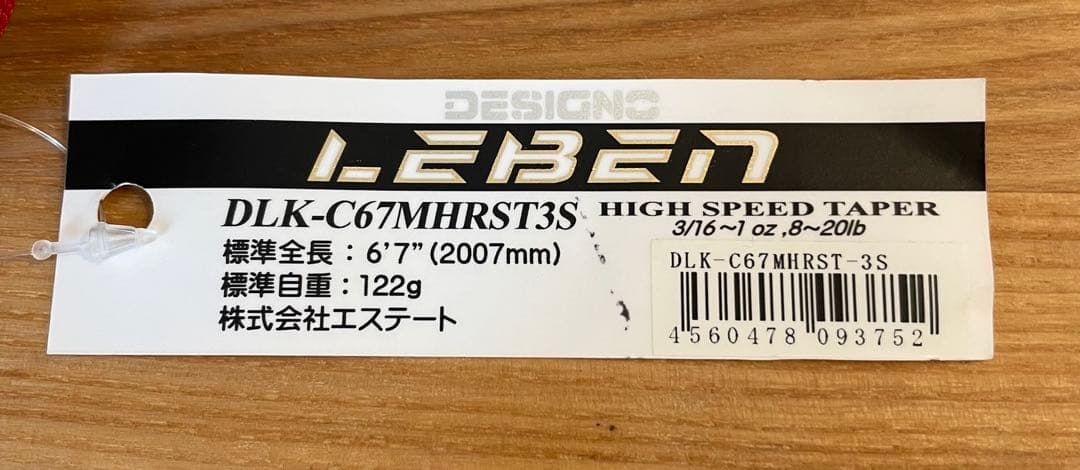 DESIGNO
LEBEN
DLK-C67MHRST3S HIGH SPEED TAPER
3/16~1 oz ,8~20lb
標準全長：6'7”(2007mm)
標準自重：122g
株式会社エステート
DLK-C67MHRST-3S
4560478 093752